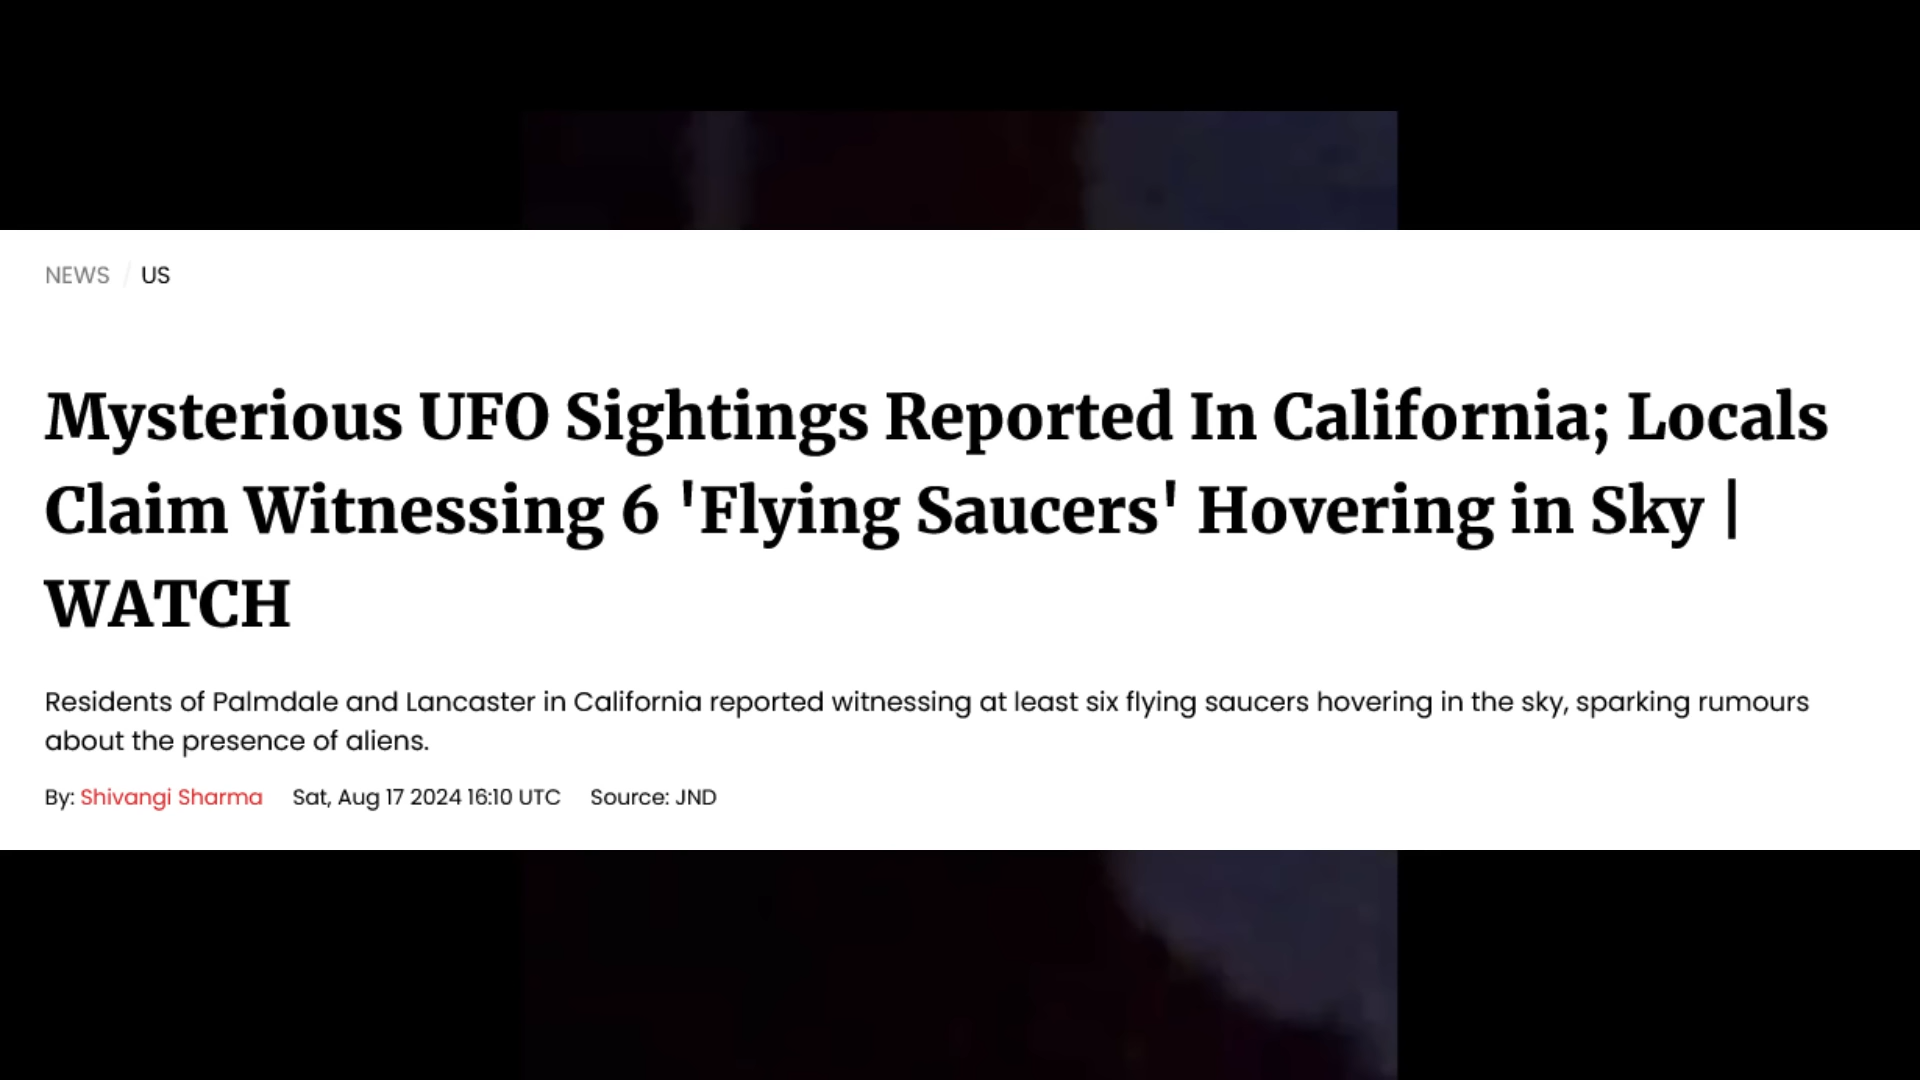 NEWS / US
Mysterious UFO Sightings Reported In California; Locals
Claim Witnessing 6 'Flying Saucers' Hovering in Sky |
WATCH
Residents of Palmdale and Lancaster in California reported witnessing at least six flying saucers hovering in the sky, sparking rumours
about the presence of aliens.
By: Shivangi Sharma Sat, Aug 17 2024 16:10 UTC Source: JND